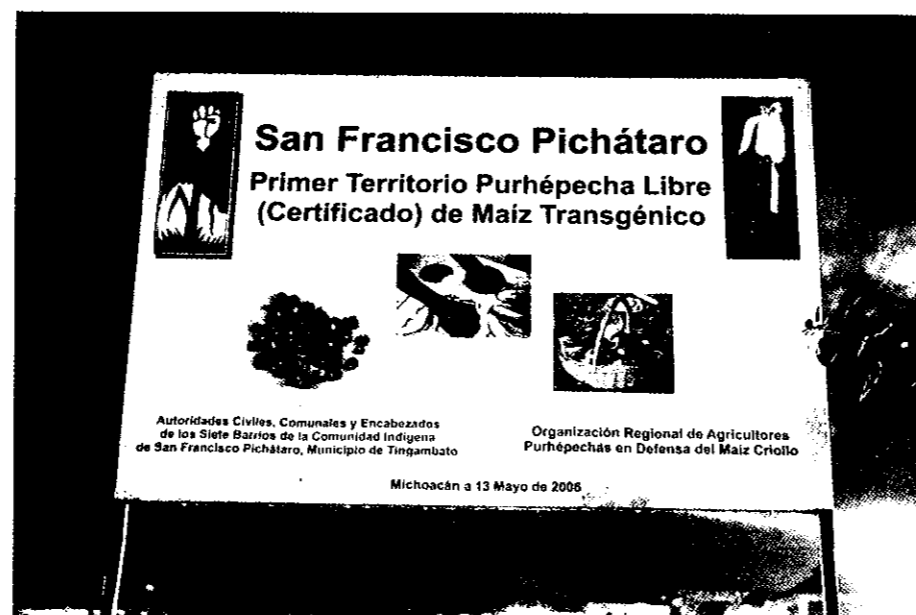 San Francisco Pichátaro
Primer Territorio Purhépecha Libre
(Certificado) de Maíz Transgénico
Autoridades Civiles, Comunales y Encabezados
de los Siete Barrios de la Comunidad Indígena
de San Francisco Pichátaro, Municipio de Tingambato
Organización Regional de Agricultores
Purhépechas en Defensa del Maíz Criollo
Michoacán a 13 Mayo de 2006